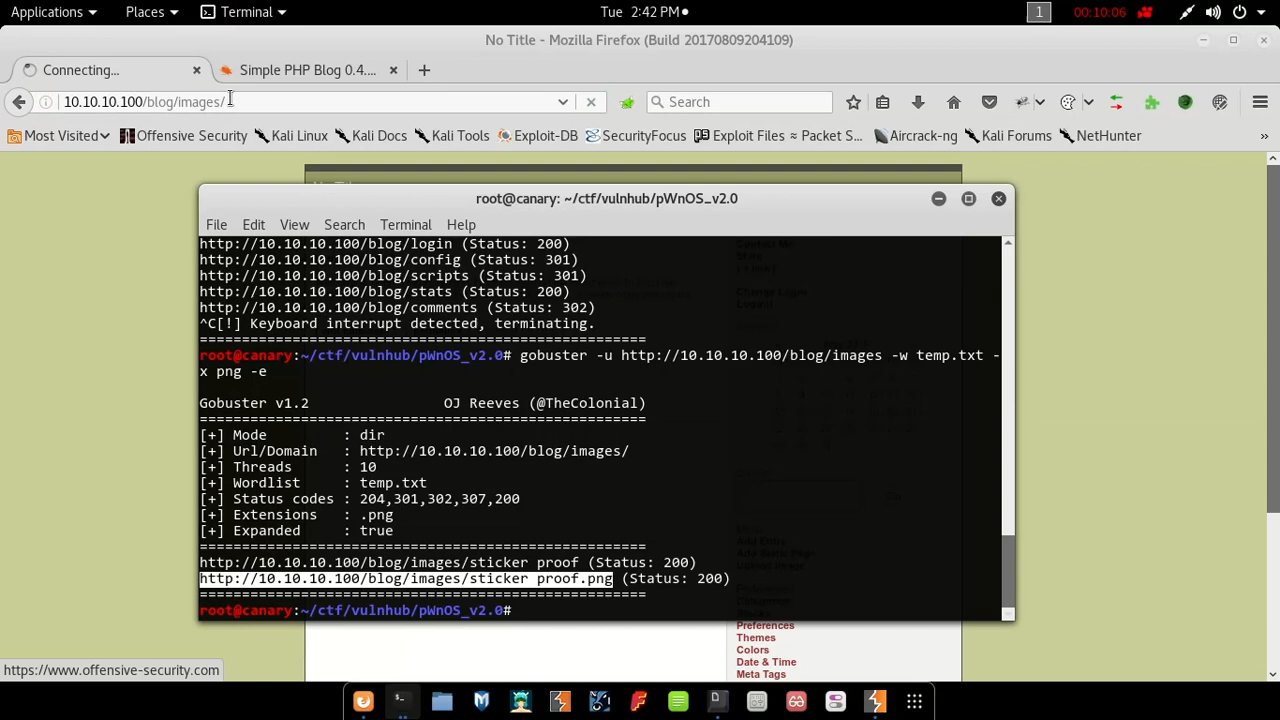 Applications Places Terminal Tue 2:42 PM 1 00:10:06
No Title - Mozilla Firefox (Build 20170809204109)
Connecting... Simple PHP Blog 0.4....
10.10.10.100/blog/images/ Search
Most Visited Offensive Security Kali Linux Kali Docs Kali Tools Exploit-DB SecurityFocus Exploit Files ≈ Packet S... Aircrack-ng Kali Forums NetHunter
root@canary: ~/ctf/vulnhub/pWnOS_v2.0
File Edit View Search Terminal Help
http://10.10.10.100/blog/login (Status: 200)
http://10.10.10.100/blog/config (Status: 301)
http://10.10.10.100/blog/scripts (Status: 301)
http://10.10.10.100/blog/stats (Status: 200)
http://10.10.10.100/blog/comments (Status: 302)
^C[!] Keyboard interrupt detected, terminating.
=====================================================
root@canary:~/ctf/vulnhub/pWnOS_v2.0# gobuster -u http://10.10.10.100/blog/images -w temp.txt -
x png -e
Gobuster v1.2 OJ Reeves (@TheColonial)
=====================================================
[+] Mode : dir
[+] Url/Domain : http://10.10.10.100/blog/images/
[+] Threads : 10
[+] Wordlist : temp.txt
[+] Status codes : 204,301,302,307,200
[+] Extensions : .png
[+] Expanded : true
=====================================================
http://10.10.10.100/blog/images/sticker proof (Status: 200)
http://10.10.10.100/blog/images/sticker proof.png (Status: 200)
=====================================================
root@canary:~/ctf/vulnhub/pWnOS_v2.0#
Preferences
Themes
Colors
Date & Time
Meta Tags
https://www.offensive-security.com